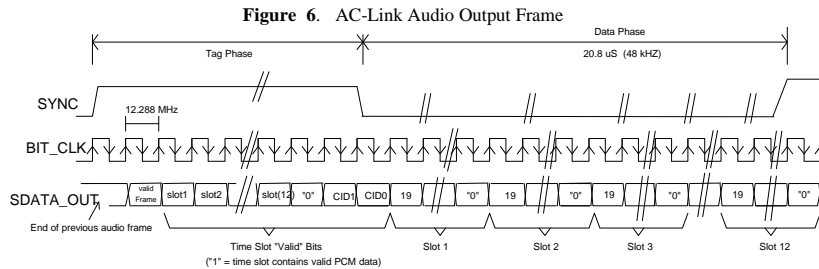 Figure 6. AC-Link Audio Output Frame
Tag Phase
Data Phase
20.8 uS (48 kHZ)
SYNC
12.288 MHz
BIT_CLK
SDATA_OUT
valid Frame slot1 slot2 slot(12) "0" CID1 CID0 19 "0" 19 "0" 19 "0" 19 "0"
End of previous audio frame
Time Slot "Valid" Bits
("1" = time slot contains valid PCM data)
Slot 1
Slot 2
Slot 3
Slot 12